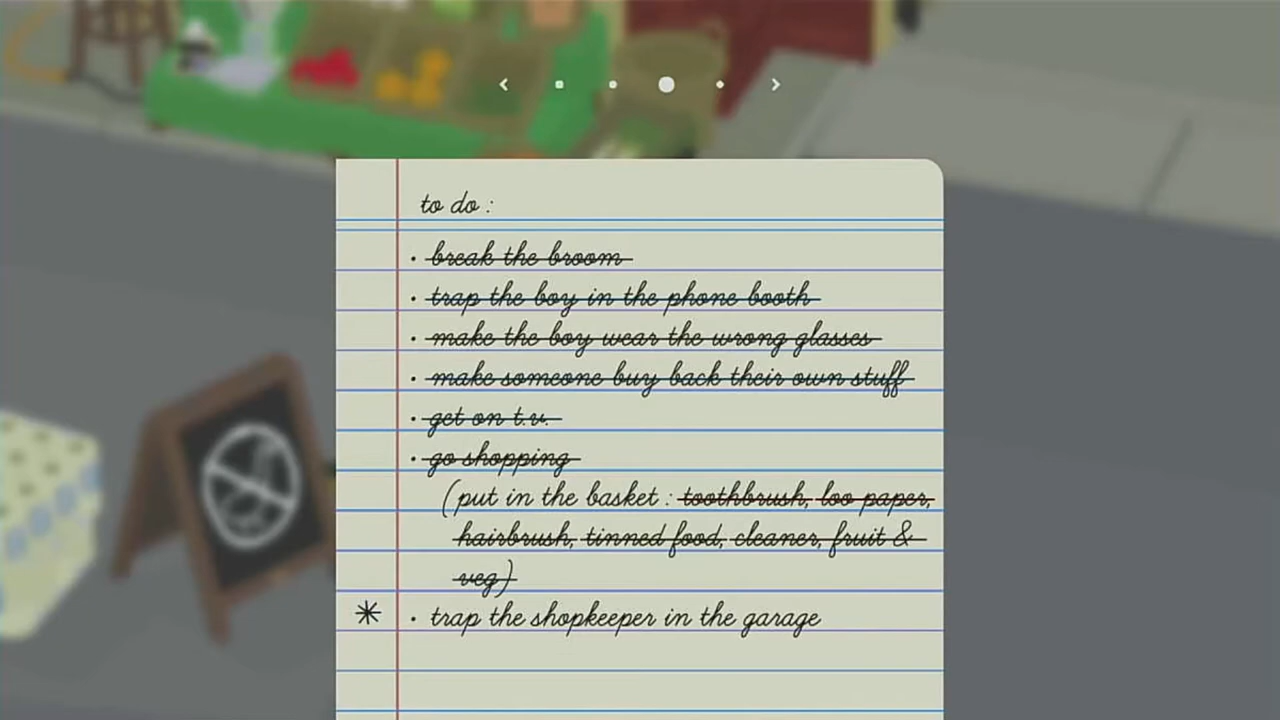 to do :
• break the broom
• trap the boy in the phone booth
• make the boy wear the wrong glasses
• make someone buy back their own stuff
• get on t.v.
• go shopping
(put in the basket : toothbrush, loo paper,
hairbrush, tinned food, cleaner, fruit &
veg)
* • trap the shopkeeper in the garage